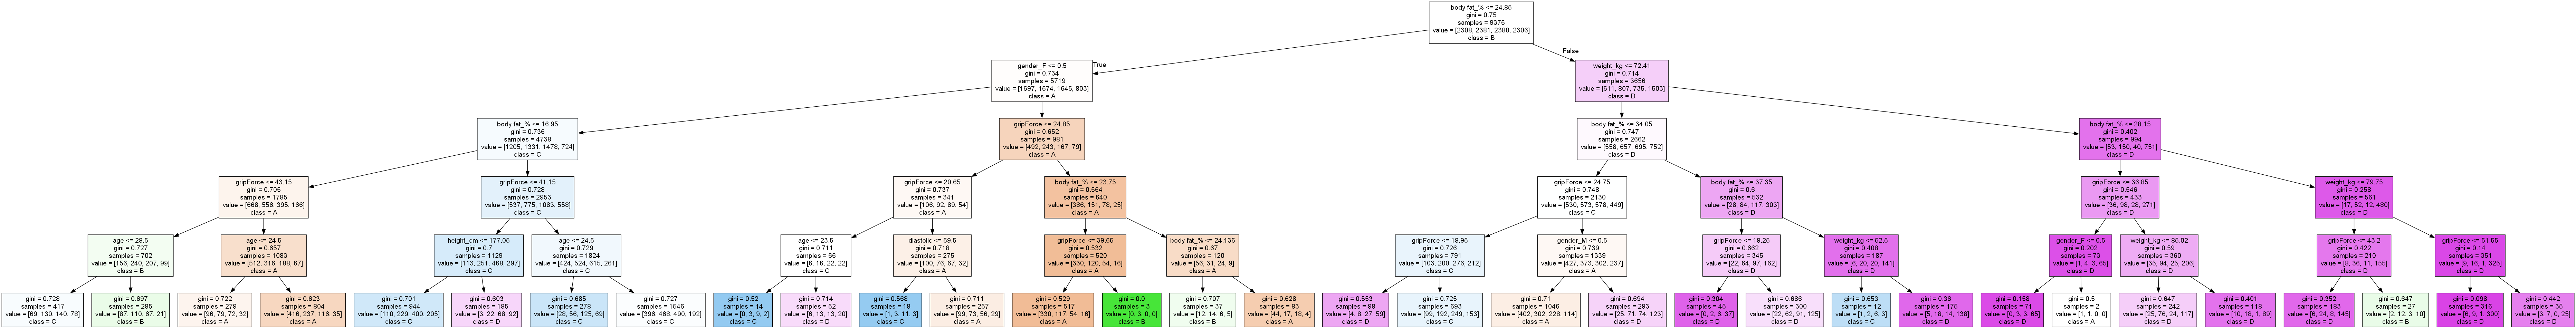 body fat_% <= 24.85
gini = 0.75
samples = 9375
value = [2308, 2381, 2380, 2306]
class = B
True
False
gender_F <= 0.5
gini = 0.734
samples = 5719
value = [1697, 1574, 1645, 803]
class = A
weight_kg <= 72.41
gini = 0.714
samples = 3656
value = [611, 807, 735, 1503]
class = D
body fat_% <= 16.95
gini = 0.736
samples = 4738
value = [1205, 1331, 1478, 724]
class = C
gripForce <= 24.85
gini = 0.652
samples = 981
value = [492, 243, 167, 79]
class = A
body fat_% <= 34.05
gini = 0.747
samples = 2662
value = [558, 657, 695, 752]
class = D
body fat_% <= 28.15
gini = 0.402
samples = 994
value = [53, 150, 40, 751]
class = D
gripForce <= 43.15
gini = 0.705
samples = 1785
value = [668, 556, 395, 166]
class = A
gripForce <= 41.15
gini = 0.728
samples = 2953
value = [537, 775, 1083, 558]
class = C
gripForce <= 20.65
gini = 0.737
samples = 341
value = [106, 92, 89, 54]
class = A
body fat_% <= 23.75
gini = 0.564
samples = 640
value = [386, 151, 78, 25]
class = A
gripForce <= 24.75
gini = 0.748
samples = 2130
value = [530, 573, 578, 449]
class = C
body fat_% <= 37.35
gini = 0.6
samples = 532
value = [28, 84, 117, 303]
class = D
gripForce <= 36.85
gini = 0.546
samples = 433
value = [36, 98, 28, 271]
class = D
weight_kg <= 79.75
gini = 0.258
samples = 561
value = [17, 52, 12, 480]
class = D
age <= 28.5
gini = 0.727
samples = 702
value = [156, 240, 207, 99]
class = B
age <= 24.5
gini = 0.657
samples = 1083
value = [512, 316, 188, 67]
class = A
height_cm <= 177.05
gini = 0.7
samples = 1129
value = [113, 251, 468, 297]
class = C
age <= 24.5
gini = 0.729
samples = 1824
value = [424, 524, 615, 261]
class = C
age <= 23.5
gini = 0.711
samples = 66
value = [6, 16, 22, 22]
class = C
diastolic <= 59.5
gini = 0.718
samples = 275
value = [100, 76, 67, 32]
class = A
gripForce <= 39.65
gini = 0.532
samples = 520
value = [330, 120, 54, 16]
class = A
body fat_% <= 24.136
gini = 0.67
samples = 120
value = [56, 31, 24, 9]
class = A
gripForce <= 18.95
gini = 0.726
samples = 791
value = [103, 200, 276, 212]
class = C
gender_M <= 0.5
gini = 0.739
samples = 1339
value = [427, 373, 302, 237]
class = A
gripForce <= 19.25
gini = 0.662
samples = 345
value = [22, 64, 97, 162]
class = D
weight_kg <= 52.5
gini = 0.408
samples = 187
value = [6, 20, 20, 141]
class = D
gender_F <= 0.5
gini = 0.202
samples = 73
value = [1, 4, 3, 65]
class = D
weight_kg <= 85.02
gini = 0.59
samples = 360
value = [35, 94, 25, 206]
class = D
gripForce <= 43.2
gini = 0.422
samples = 210
value = [8, 36, 11, 155]
class = D
gripForce <= 51.55
gini = 0.14
samples = 351
value = [9, 16, 1, 325]
class = D
gini = 0.728
samples = 417
value = [69, 130, 140, 78]
class = C
gini = 0.697
samples = 285
value = [87, 110, 67, 21]
class = B
gini = 0.722
samples = 279
value = [96, 79, 72, 32]
class = A
gini = 0.623
samples = 804
value = [416, 237, 116, 35]
class = A
gini = 0.701
samples = 944
value = [110, 229, 400, 205]
class = C
gini = 0.603
samples = 185
value = [3, 22, 68, 92]
class = D
gini = 0.685
samples = 278
value = [28, 56, 125, 69]
class = C
gini = 0.727
samples = 1546
value = [396, 468, 490, 192]
class = C
gini = 0.52
samples = 14
value = [0, 3, 9, 2]
class = C
gini = 0.714
samples = 52
value = [6, 13, 13, 20]
class = D
gini = 0.568
samples = 18
value = [1, 3, 11, 3]
class = C
gini = 0.711
samples = 257
value = [99, 73, 56, 29]
class = A
gini = 0.529
samples = 517
value = [330, 117, 54, 16]
class = A
gini = 0.0
samples = 3
value = [0, 3, 0, 0]
class = B
gini = 0.707
samples = 37
value = [12, 14, 6, 5]
class = B
gini = 0.628
samples = 83
value = [44, 17, 18, 4]
class = A
gini = 0.553
samples = 98
value = [4, 8, 27, 59]
class = D
gini = 0.725
samples = 693
value = [99, 192, 249, 153]
class = C
gini = 0.71
samples = 1046
value = [402, 302, 228, 114]
class = A
gini = 0.694
samples = 293
value = [25, 71, 74, 123]
class = D
gini = 0.304
samples = 45
value = [0, 2, 6, 37]
class = D
gini = 0.686
samples = 300
value = [22, 62, 91, 125]
class = D
gini = 0.653
samples = 12
value = [1, 2, 6, 3]
class = C
gini = 0.36
samples = 175
value = [5, 18, 14, 138]
class = D
gini = 0.158
samples = 71
value = [0, 3, 3, 65]
class = D
gini = 0.5
samples = 2
value = [1, 1, 0, 0]
class = A
gini = 0.647
samples = 242
value = [25, 76, 24, 117]
class = D
gini = 0.401
samples = 118
value = [10, 18, 1, 89]
class = D
gini = 0.352
samples = 183
value = [6, 24, 8, 145]
class = D
gini = 0.647
samples = 27
value = [2, 12, 3, 10]
class = B
gini = 0.098
samples = 316
value = [6, 9, 1, 300]
class = D
gini = 0.442
samples = 35
value = [3, 7, 0, 25]
class = D